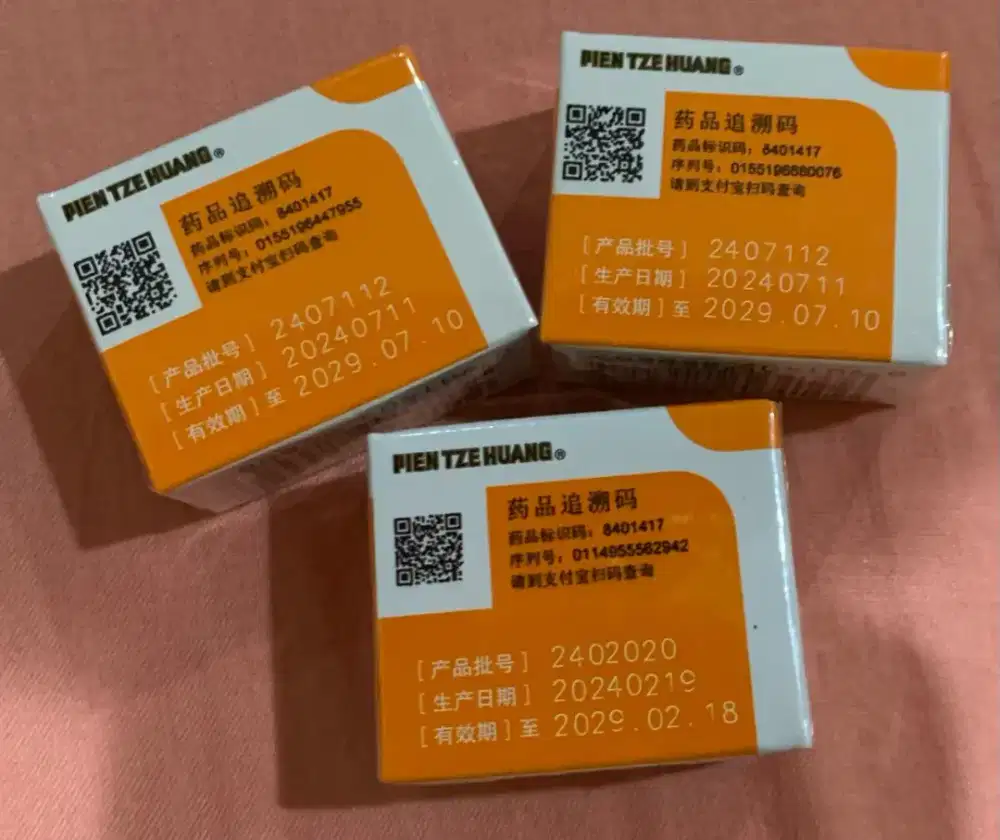 PIEN TZE HUANG®
药品追溯码
药品标识码：8401417
序列号：0155196447955
请到支付宝扫码查询
[产品批号] 2407112
[生产日期] 20240711
[有效期]至 2029.07.10
PIEN TZE HUANG®
药品追溯码
药品标识码：8401417
序列号：0155196680076
请到支付宝扫码查询
[产品批号] 2407112
[生产日期] 20240711
[有效期]至 2029.07.10
PIEN TZE HUANG®
药品追溯码
药品标识码：8401417
序列号：0114955562942
请到支付宝扫码查询
[产品批号] 2402020
[生产日期] 20240219
[有效期]至 2029.02.18